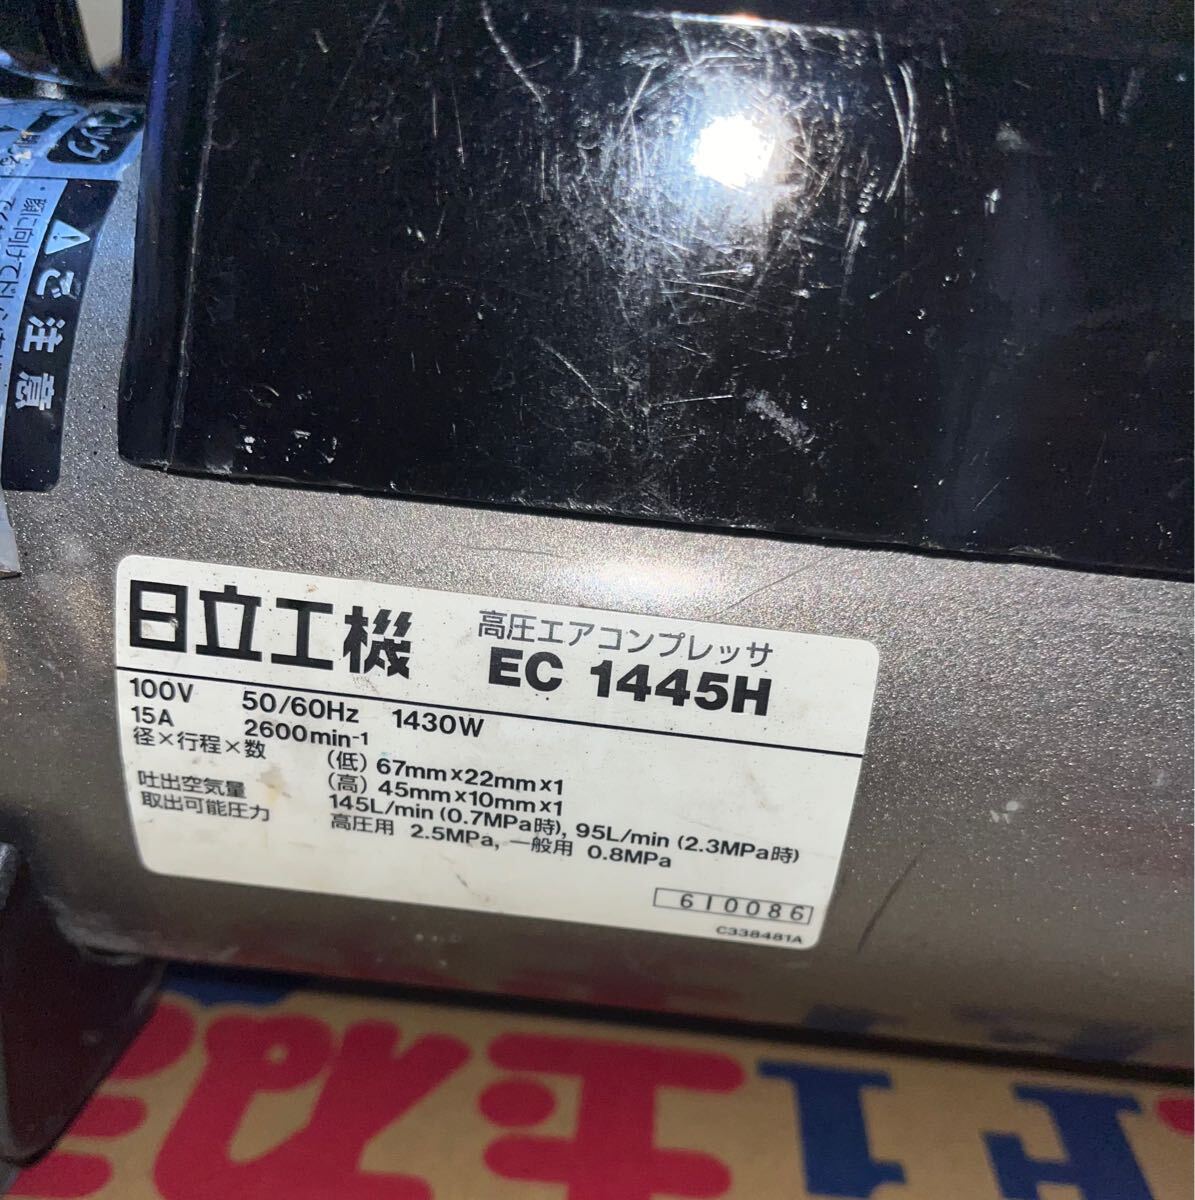 ご注意
日立工機 高圧エアコンプレッサ
EC 1445H
100V 50/60Hz 1430W
15A 2600min-1
径×行程×数 (低) 67mm×22mm×1
(高) 45mm×10mm×1
吐出空気量 145L/min (0.7MPa時), 95L/min (2.3MPa時)
取出可能圧力 高圧用 2.5MPa, 一般用 0.8MPa
610086
C338481A